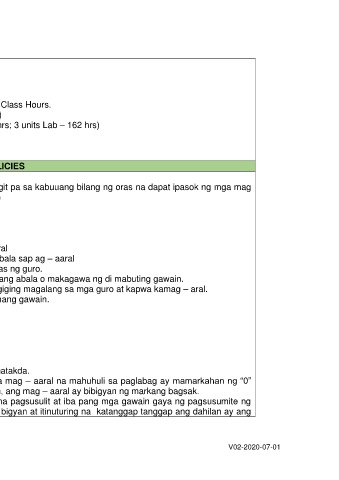 Class Hours.
)
hrs; 3 units Lab – 162 hrs)
LICIES
git pa sa kabuuang bilang ng oras na dapat ipasok ng mga mag
ral
bala sap ag – aaral
as ng guro.
ang abala o makagawa ng di mabuting gawain.
giging magalang sa mga guro at kapwa kamag – aral.
nang gawain.
atakda.
a mag – aaral na mahuhuli sa paglabag ay mamarkahan ng “0”
, ang mag – aaral ay bibigyan ng markang bagsak.
na pagsusulit at iba pang mga gawain gaya ng pagsusumite ng
bigyan at itinuturing na katanggap tanggap ang dahilan ay ang
V02-2020-07-01